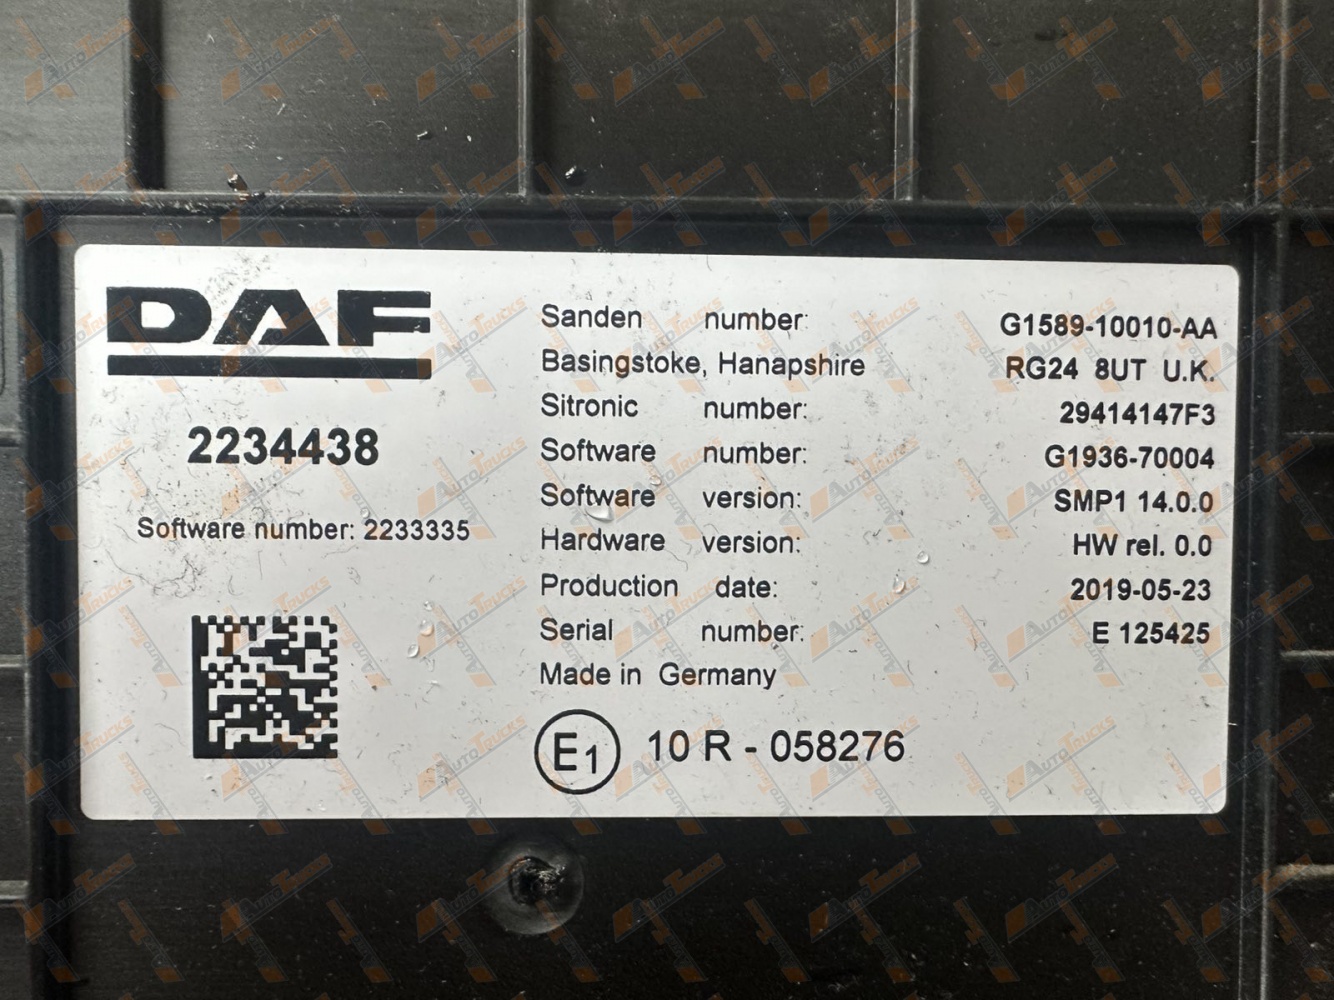 DAF
2234438
Software number: 2233335
Sanden number: G1589-10010-AA
Basingstoke, Hanapshire RG24 8UT U.K.
Sitronic number: 29414147F3
Software number: G1936-70004
Software version: SMP1 14.0.0
Hardware version: HW rel. 0.0
Production date: 2019-05-23
Serial number: E 125425
Made in Germany
E1 10 R - 058276
AutoTrucks